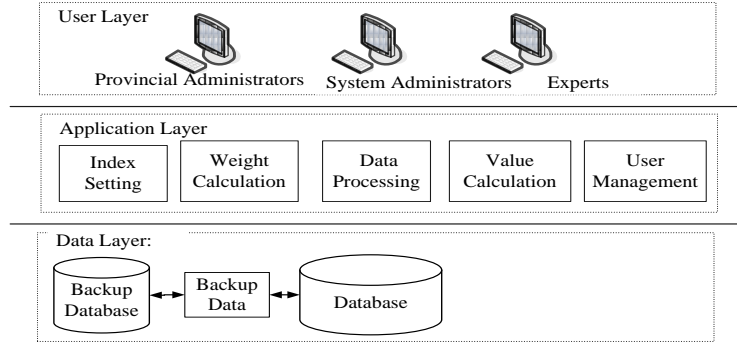 User Layer
Provincial Administrators
System Administrators
Experts
Application Layer
Index
Setting
Weight
Calculation
Data
Processing
Value
Calculation
User
Management
Data Layer:
Backup
Database
Backup
Data
Database